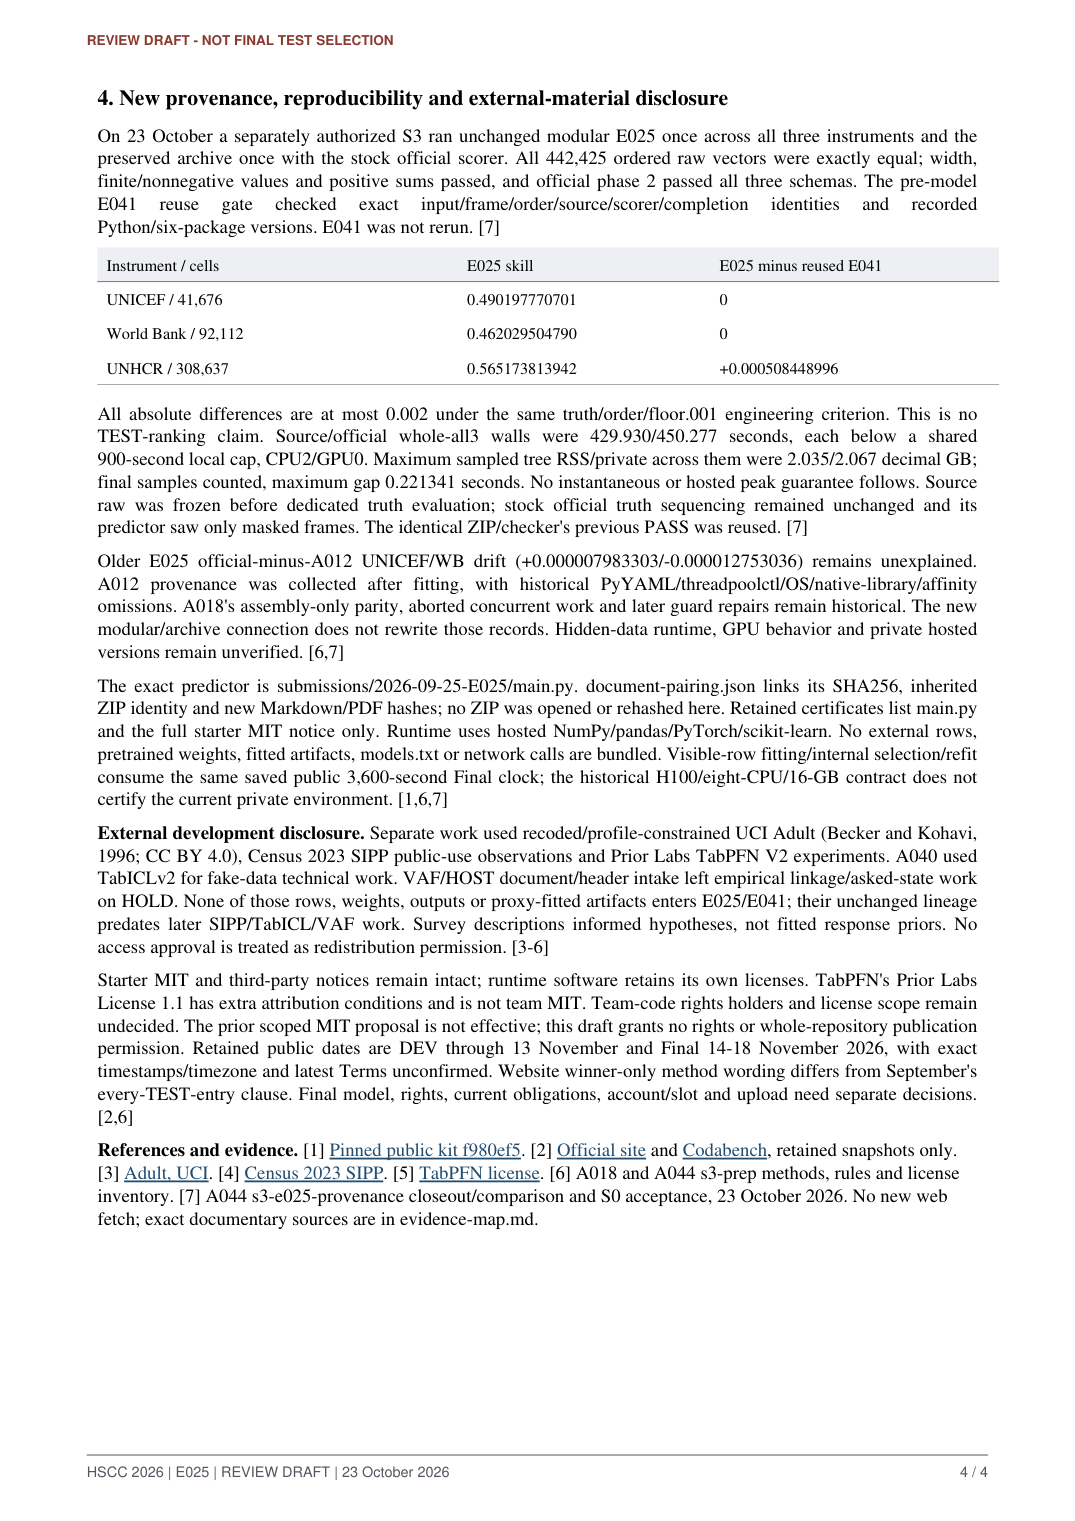 REVIEW DRAFT - NOT FINAL TEST SELECTION
4. New provenance, reproducibility and external-material disclosure
On 23 October a separately authorized S3 ran unchanged modular E025 once across all three instruments and the
preserved archive once with the stock official scorer. All 442,425 ordered raw vectors were exactly equal; width,
finite/nonnegative values and positive sums passed, and official phase 2 passed all three schemas. The pre-model
E041 reuse gate checked exact input/frame/order/source/scorer/completion identities and recorded
Python/six-package versions. E041 was not rerun. [7]
Instrument / cells E025 skill E025 minus reused E041
UNICEF / 41,676 0.490197770701 0
World Bank / 92,112 0.462029504790 0
UNHCR / 308,637 0.565173813942 +0.000508448996
All absolute differences are at most 0.002 under the same truth/order/floor.001 engineering criterion. This is no
TEST-ranking claim. Source/official whole-all3 walls were 429.930/450.277 seconds, each below a shared
900-second local cap, CPU2/GPU0. Maximum sampled tree RSS/private across them were 2.035/2.067 decimal GB;
final samples counted, maximum gap 0.221341 seconds. No instantaneous or hosted peak guarantee follows. Source
raw was frozen before dedicated truth evaluation; stock official truth sequencing remained unchanged and its
predictor saw only masked frames. The identical ZIP/checker's previous PASS was reused. [7]
Older E025 official-minus-A012 UNICEF/WB drift (+0.000007983303/-0.000012753036) remains unexplained.
A012 provenance was collected after fitting, with historical PyYAML/threadpoolctl/OS/native-library/affinity
omissions. A018's assembly-only parity, aborted concurrent work and later guard repairs remain historical. The new
modular/archive connection does not rewrite those records. Hidden-data runtime, GPU behavior and private hosted
versions remain unverified. [6,7]
The exact predictor is submissions/2026-09-25-E025/main.py. document-pairing.json links its SHA256, inherited
ZIP identity and new Markdown/PDF hashes; no ZIP was opened or rehashed here. Retained certificates list main.py
and the full starter MIT notice only. Runtime uses hosted NumPy/pandas/PyTorch/scikit-learn. No external rows,
pretrained weights, fitted artifacts, models.txt or network calls are bundled. Visible-row fitting/internal selection/refit
consume the same saved public 3,600-second Final clock; the historical H100/eight-CPU/16-GB contract does not
certify the current private environment. [1,6,7]
External development disclosure. Separate work used recoded/profile-constrained UCI Adult (Becker and Kohavi,
1996; CC BY 4.0), Census 2023 SIPP public-use observations and Prior Labs TabPFN V2 experiments. A040 used
TabICLv2 for fake-data technical work. VAF/HOST document/header intake left empirical linkage/asked-state work
on HOLD. None of those rows, weights, outputs or proxy-fitted artifacts enters E025/E041; their unchanged lineage
predates later SIPP/TabICL/VAF work. Survey descriptions informed hypotheses, not fitted response priors. No
access approval is treated as redistribution permission. [3-6]
Starter MIT and third-party notices remain intact; runtime software retains its own licenses. TabPFN's Prior Labs
License 1.1 has extra attribution conditions and is not team MIT. Team-code rights holders and license scope remain
undecided. The prior scoped MIT proposal is not effective; this draft grants no rights or whole-repository publication
permission. Retained public dates are DEV through 13 November and Final 14-18 November 2026, with exact
timestamps/timezone and latest Terms unconfirmed. Website winner-only method wording differs from September's
every-TEST-entry clause. Final model, rights, current obligations, account/slot and upload need separate decisions.
[2,6]
References and evidence. [1] Pinned public kit f980ef5. [2] Official site and Codabench, retained snapshots only.
[3] Adult, UCI. [4] Census 2023 SIPP. [5] TabPFN license. [6] A018 and A044 s3-prep methods, rules and license
inventory. [7] A044 s3-e025-provenance closeout/comparison and S0 acceptance, 23 October 2026. No new web
fetch; exact documentary sources are in evidence-map.md.
HSCC 2026 | E025 | REVIEW DRAFT | 23 October 2026 4 / 4